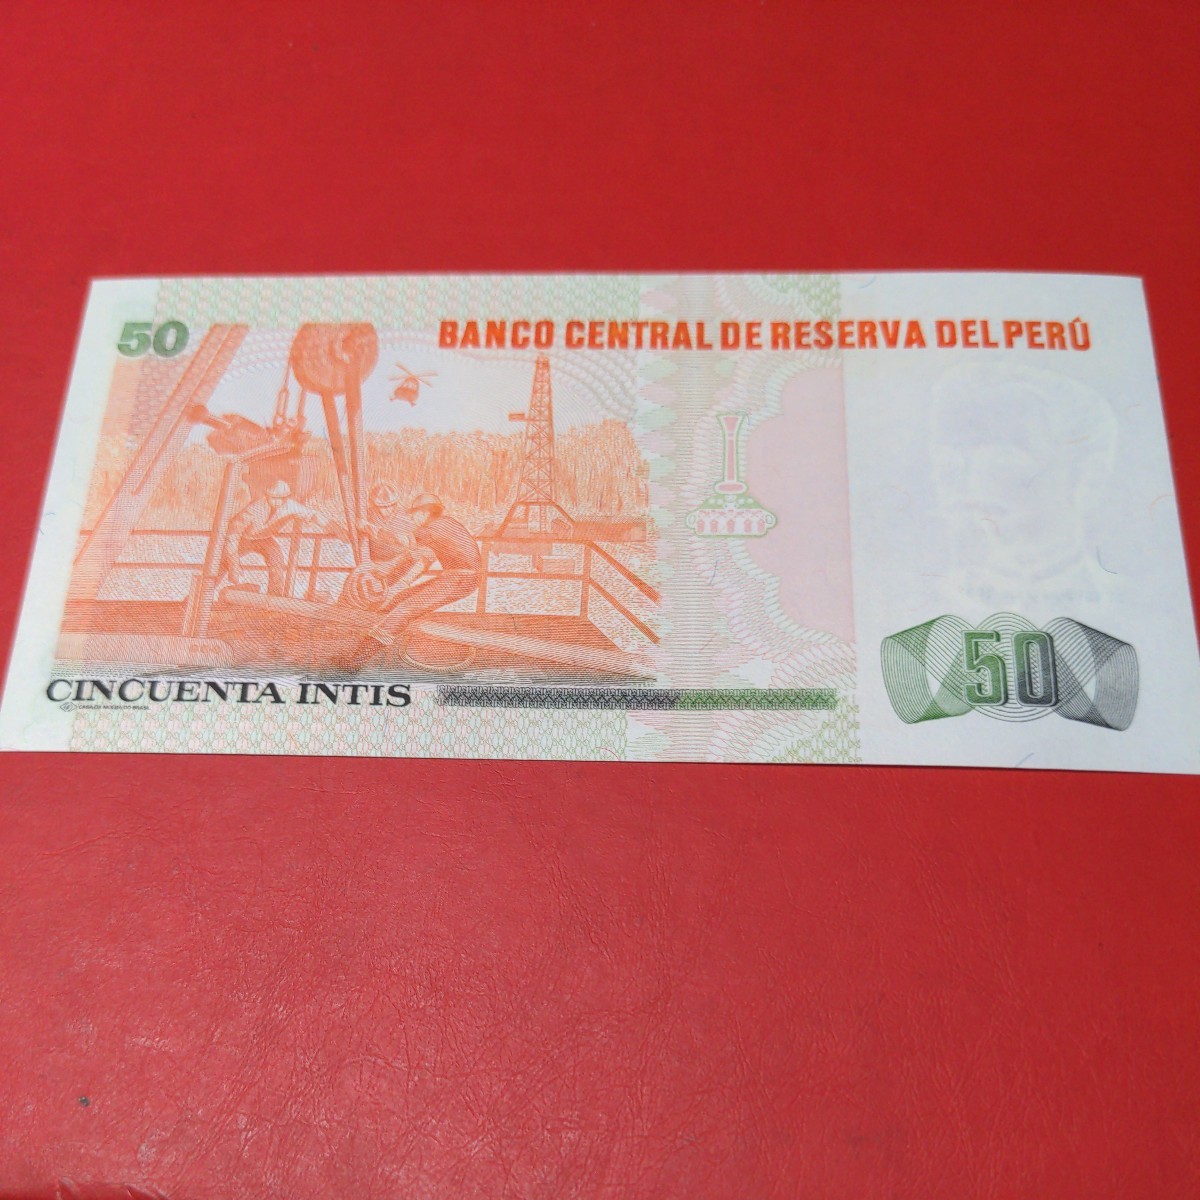 50
BANCO CENTRAL DE RESERVA DEL PERÚ
50
CINCUENTA INTIS